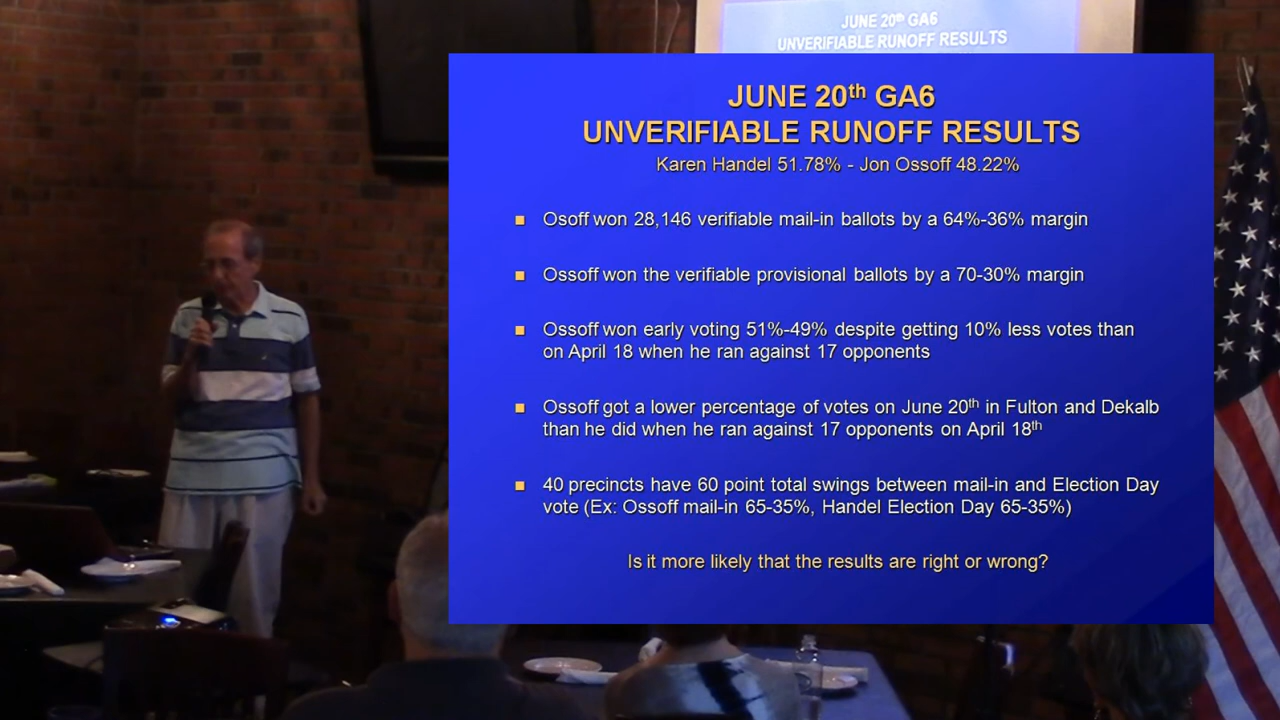 JUNE 20th GA6
UNVERIFIABLE RUNOFF RESULTS
JUNE 20th GA6
UNVERIFIABLE RUNOFF RESULTS
Karen Handel 51.78% - Jon Ossoff 48.22%
Osoff won 28,146 verifiable mail-in ballots by a 64%-36% margin
Ossoff won the verifiable provisional ballots by a 70-30% margin
Ossoff won early voting 51%-49% despite getting 10% less votes than
on April 18 when he ran against 17 opponents
Ossoff got a lower percentage of votes on June 20th in Fulton and Dekalb
than he did when he ran against 17 opponents on April 18th
40 precincts have 60 point total swings between mail-in and Election Day
vote (Ex: Ossoff mail-in 65-35%, Handel Election Day 65-35%)
Is it more likely that the results are right or wrong?